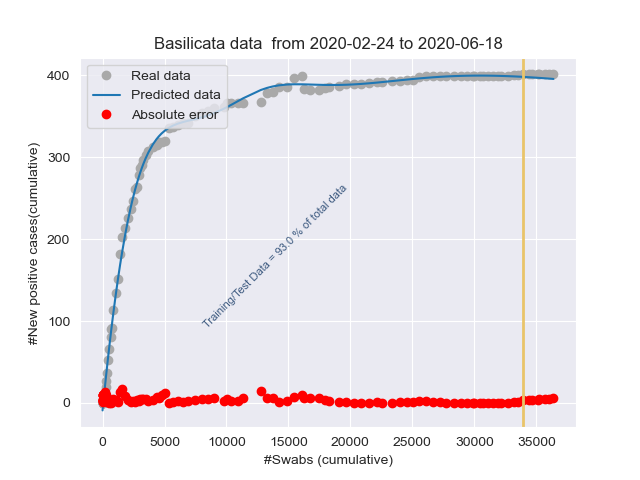 Basilicata data  from 2020-02-24 to 2020-06-18
Real data
Predicted data
Absolute error
#New positive cases(cumulative)
400
300
200
100
0
Training/Test Data = 93.0 % of total data
0
5000
10000
15000
20000
25000
30000
35000
#Swabs (cumulative)